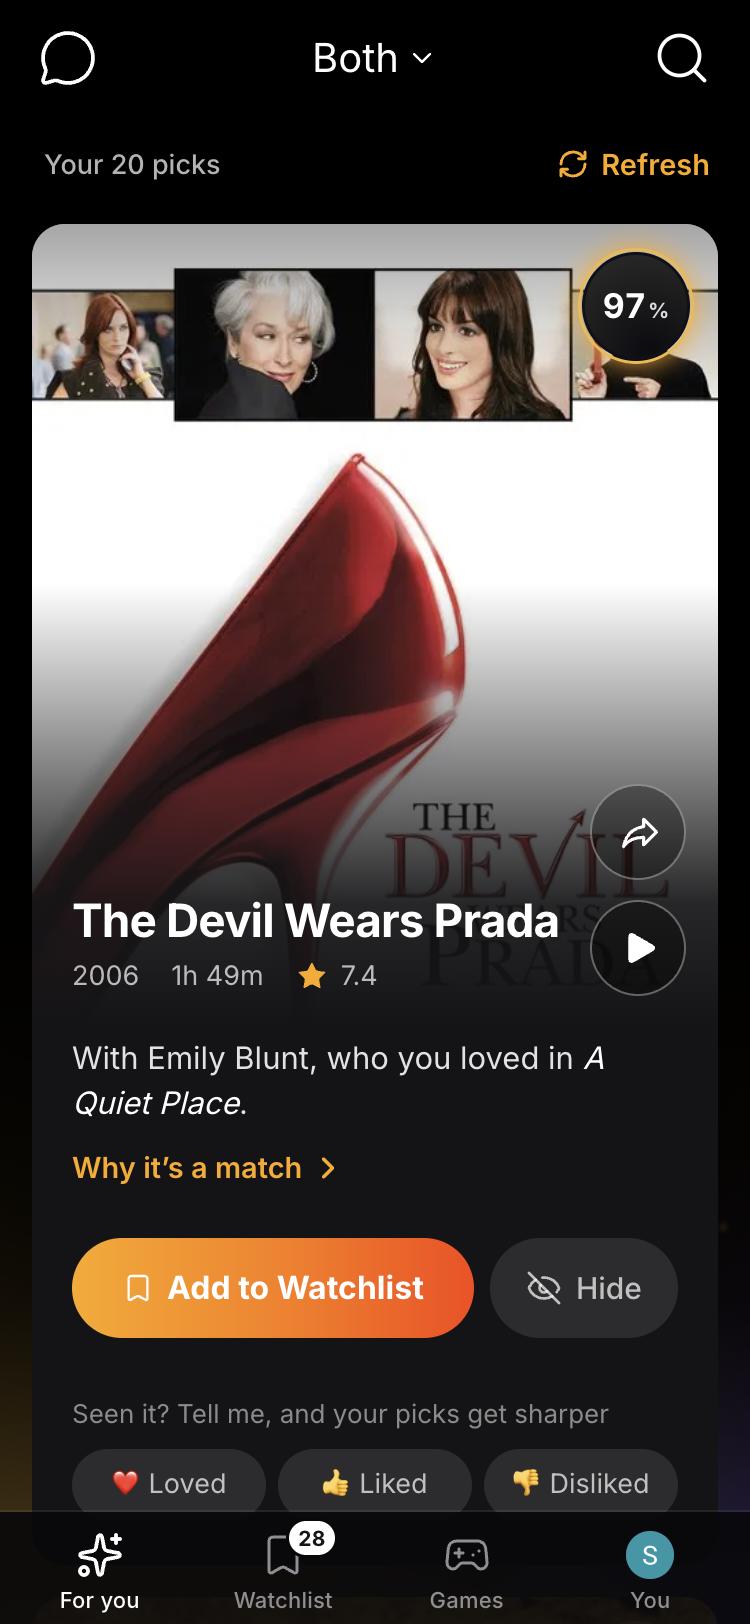 Both
Your 20 picks
Refresh
97%
THE
DEVIL
WEARS
PRADA
The Devil Wears Prada
2006 1h 49m 7.4
With Emily Blunt, who you loved in A
Quiet Place.
Why it’s a match
Add to Watchlist
Hide
Seen it? Tell me, and your picks get sharper
❤️ Loved
👍 Liked
👎 Disliked
28
S
For you
Watchlist
Games
You